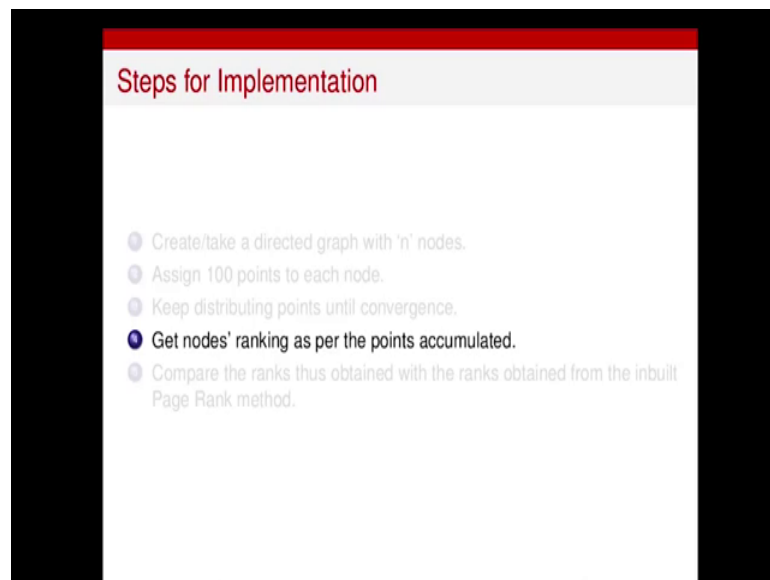 Steps for Implementation
Create/take a directed graph with 'n' nodes.
Assign 100 points to each node.
Keep distributing points until convergence.
Get nodes' ranking as per the points accumulated.
Compare the ranks thus obtained with the ranks obtained from the inbuilt
Page Rank method.